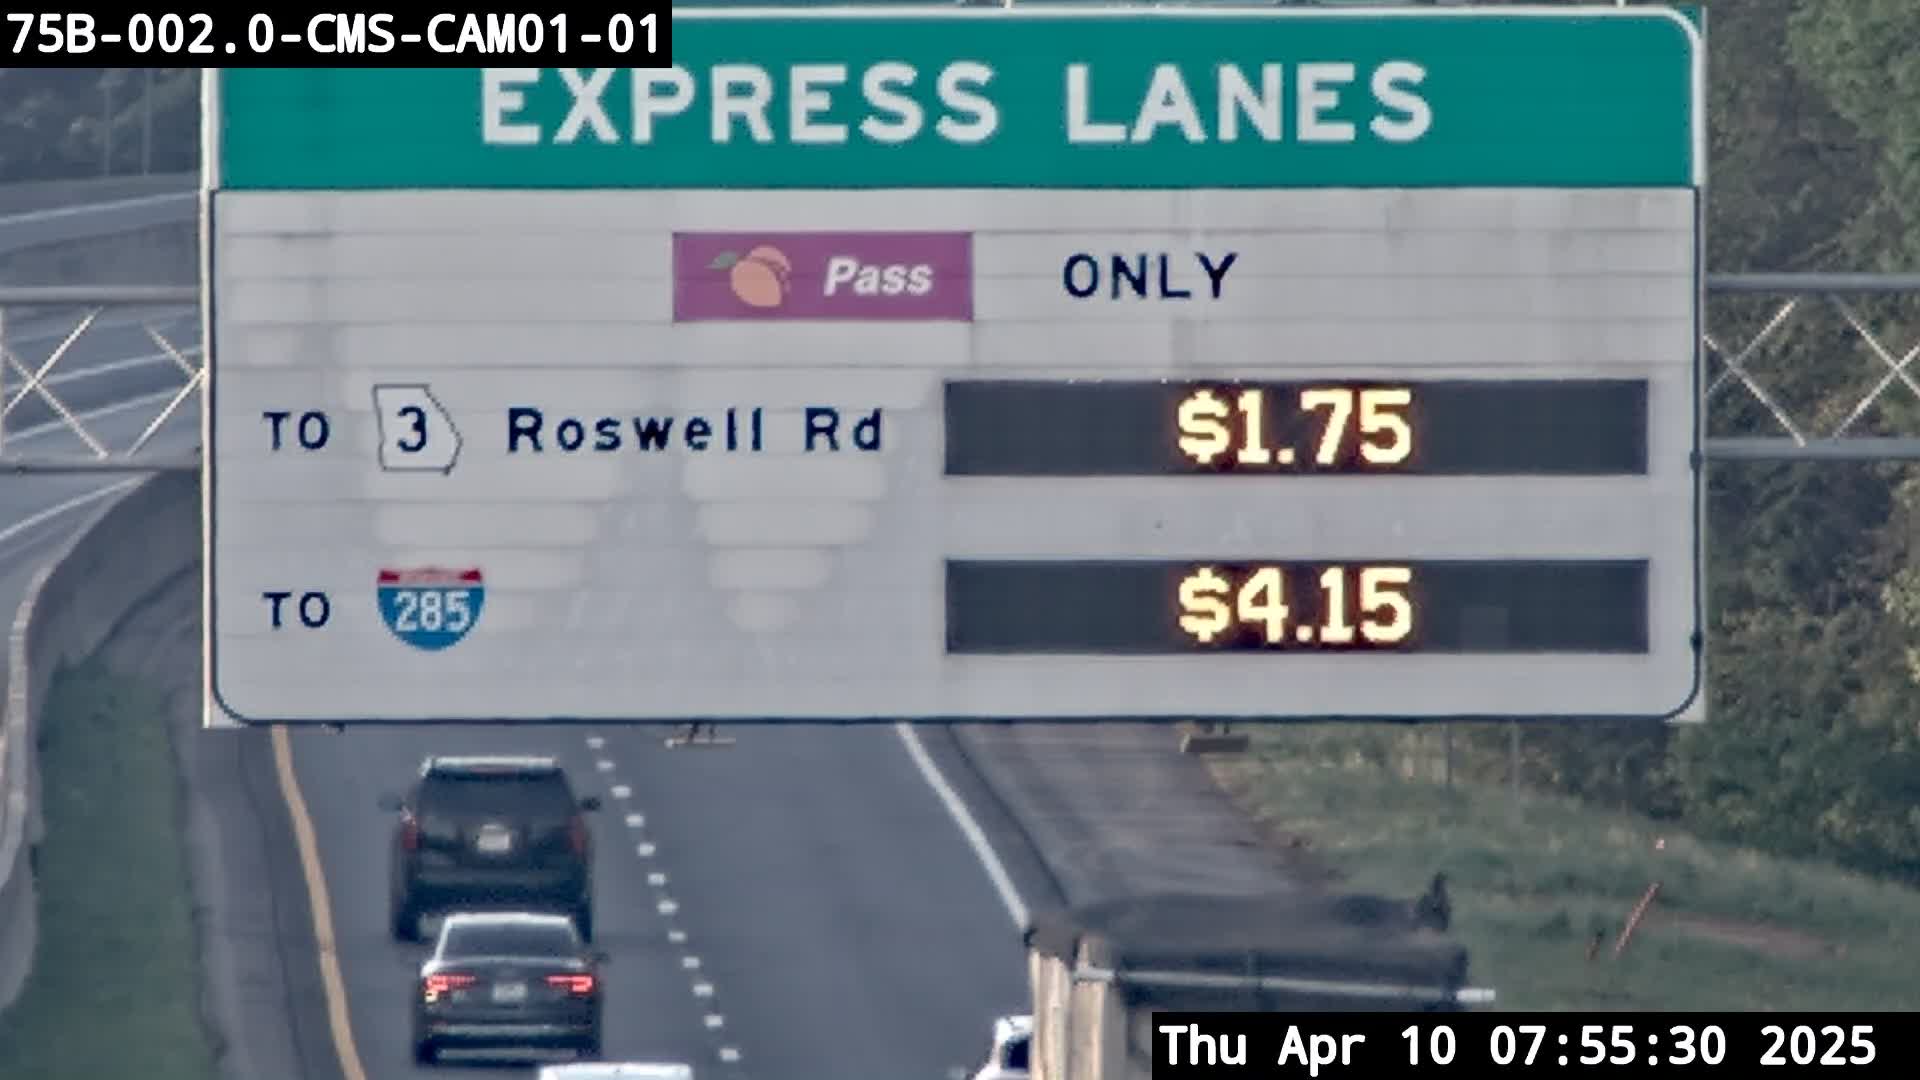 75B-002.0-CMS-CAM01-01
EXPRESS LANES
Pass ONLY
TO 3 Roswell Rd $1.75
TO 285 $4.15
Thu Apr 10 07:55:30 2025